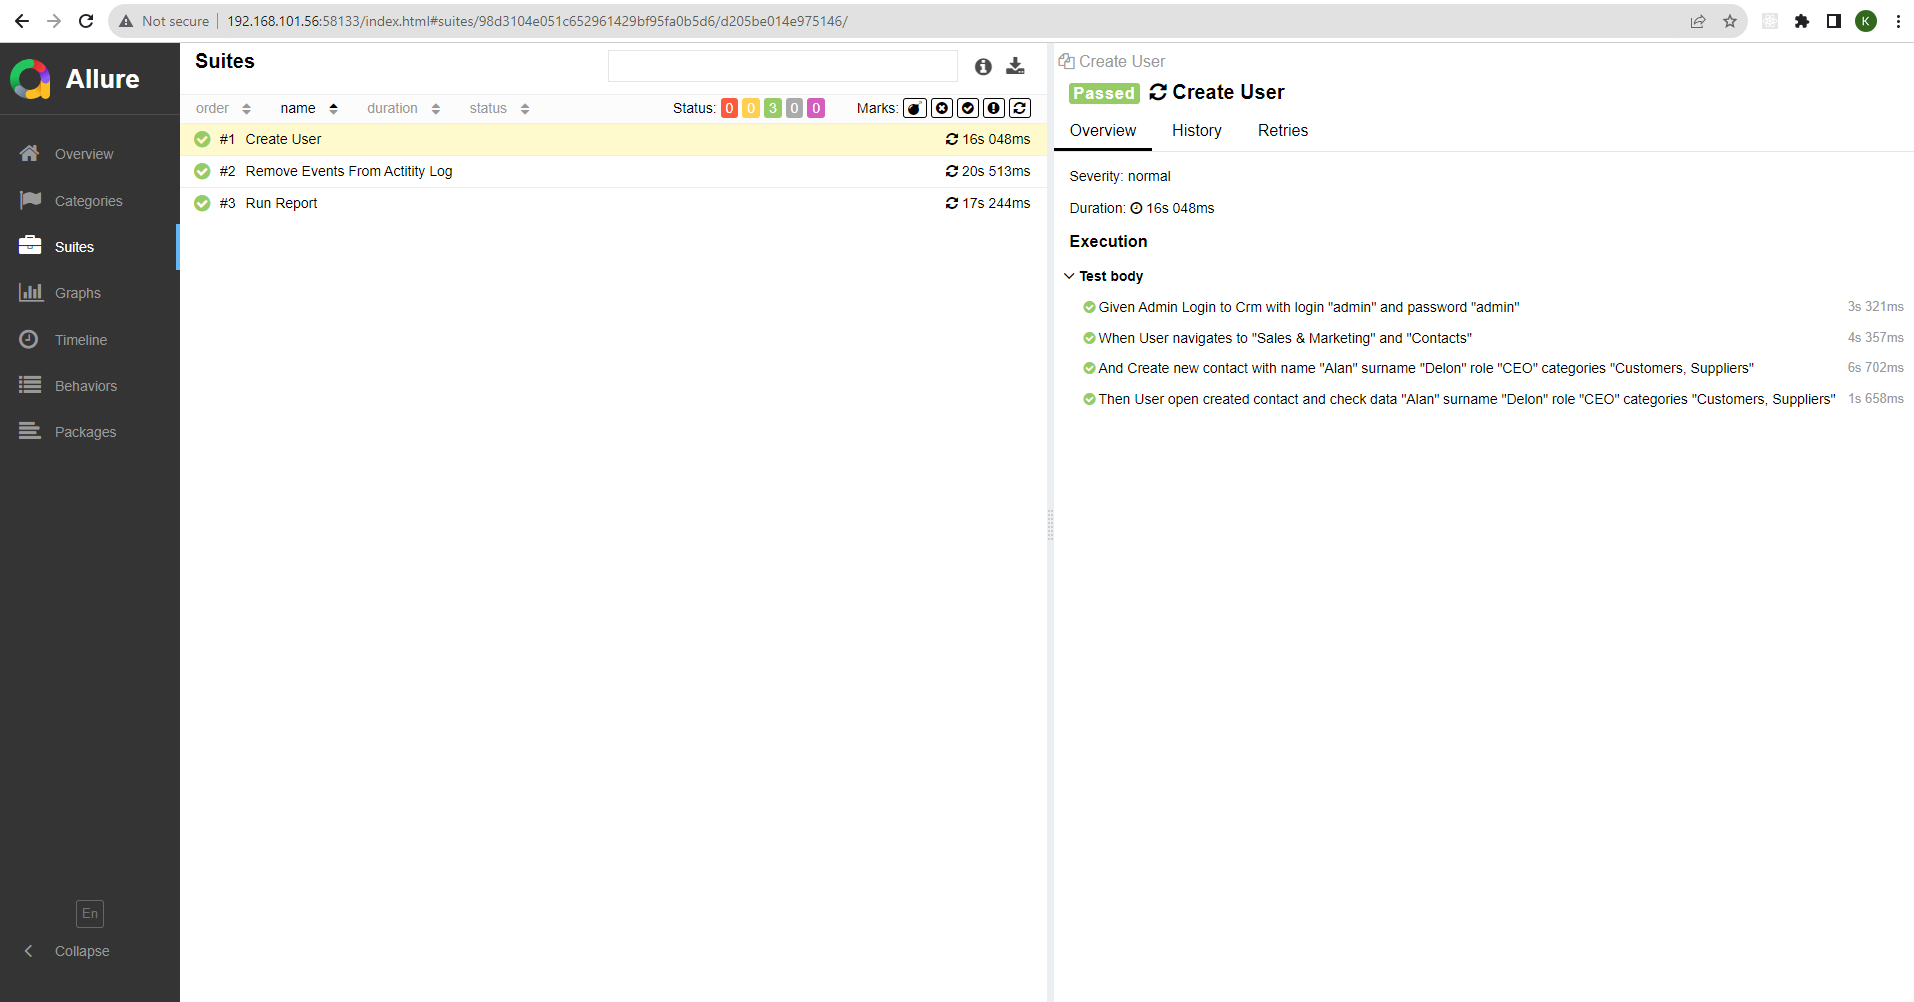 Not secure 192.168.101.56:58133/index.html#suites/98d3104e051c652961429bf95fa0b5d6/d205be014e975146/
K
Allure
Overview
Categories
Suites
Graphs
Timeline
Behaviors
Packages
En
Collapse
Suites
order name duration status Status: 0 0 3 0 0 Marks:
#1 Create User 16s 048ms
#2 Remove Events From Actitity Log 20s 513ms
#3 Run Report 17s 244ms
Create User
Passed Create User
Overview History Retries
Severity: normal
Duration: 16s 048ms
Execution
Test body
Given Admin Login to Crm with login "admin" and password "admin" 3s 321ms
When User navigates to "Sales & Marketing" and "Contacts" 4s 357ms
And Create new contact with name "Alan" surname "Delon" role "CEO" categories "Customers, Suppliers" 6s 702ms
Then User open created contact and check data "Alan" surname "Delon" role "CEO" categories "Customers, Suppliers" 1s 658ms